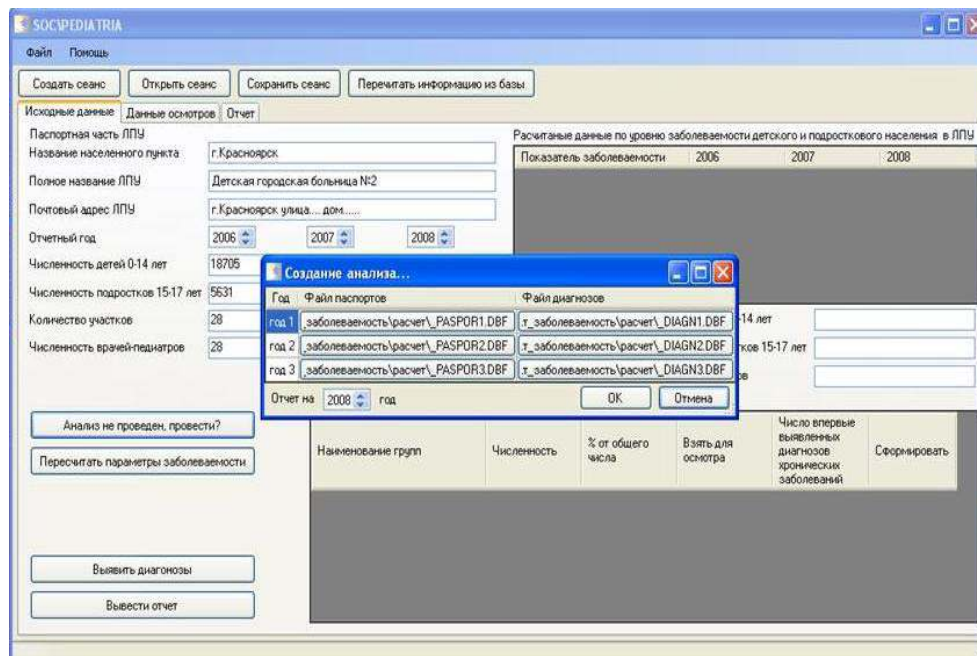 SOC\PEDIATRIA
Файл Помощь
Создать сеанс Открыть сеанс Сохранить сеанс Перечитать информацию из базы
Исходные данные Данные осмотров Отчет
Паспортная часть ЛПУ
Расчитаные данные по уровню заболеваемости детского и подросткового населения в ЛПУ
Название населенного пункта г.Красноярск
Показатель заболеваемости 2006 2007 2008
Полное название ЛПУ Детская городская больница №2
Почтовый адрес ЛПУ г.Красноярск улица.... дом......
Отчетный год 2006 2007 2008
Численность детей 0-14 лет 18705
Численность подростков 15-17 лет 5631
Количество участков 28
Численность врачей-педиатров 28
Создание анализа...
Год Файл паспортов Файл диагнозов
год 1 _заболеваемость\расчет\_PASPOR1.DBF т_заболеваемость\расчет\_DIAGN1.DBF
год 2 _заболеваемость\расчет\_PASPOR2.DBF т_заболеваемость\расчет\_DIAGN2.DBF
год 3 _заболеваемость\расчет\_PASPOR3.DBF т_заболеваемость\расчет\_DIAGN3.DBF
Отчет на 2008 год OK Отмена
-14 лет
ков 15-17 лет
ов
Анализ не проведен, провести?
Пересчитать параметры заболеваемости
Выявить диагонозы
Вывести отчет
Наименование групп
Численность
% от общего
числа
Взять для
осмотра
Число впервые
выявленных
диагнозов
хронических
заболеваний
Сформировать